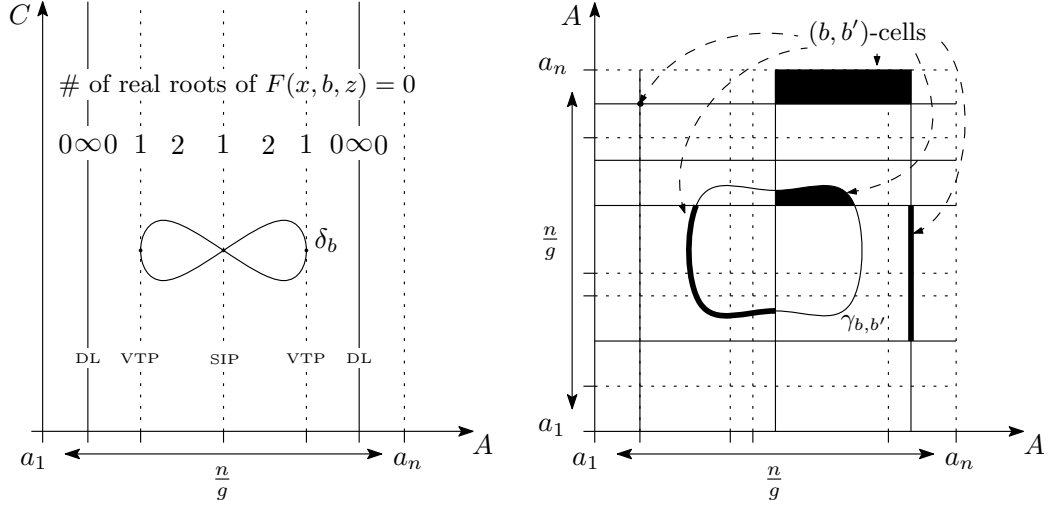 C
# of real roots of F(x, b, z) = 0
0∞0 1 2 1 2 1 0∞0
δ_b
DL VTP SIP VTP DL
A
a_1 a_n
n/g
A
(b, b′)-cells
a_n
n/g
γ_{b,b′}
a_1
A
a_1 a_n
n/g